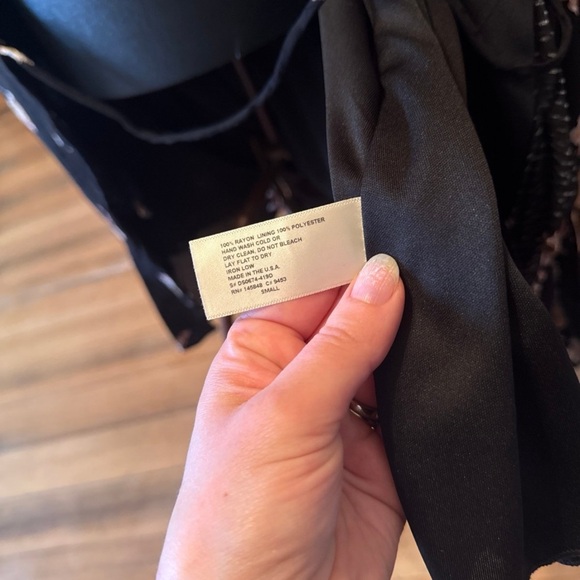 100% RAYON LINING 100% POLYESTER
HAND WASH COLD OR
DRY CLEAN, DO NOT BLEACH
LAY FLAT TO DRY
IRON LOW
MADE IN THE U.S.A.
S# D50674-419D
RN# 145848 C# 9453
SMALL